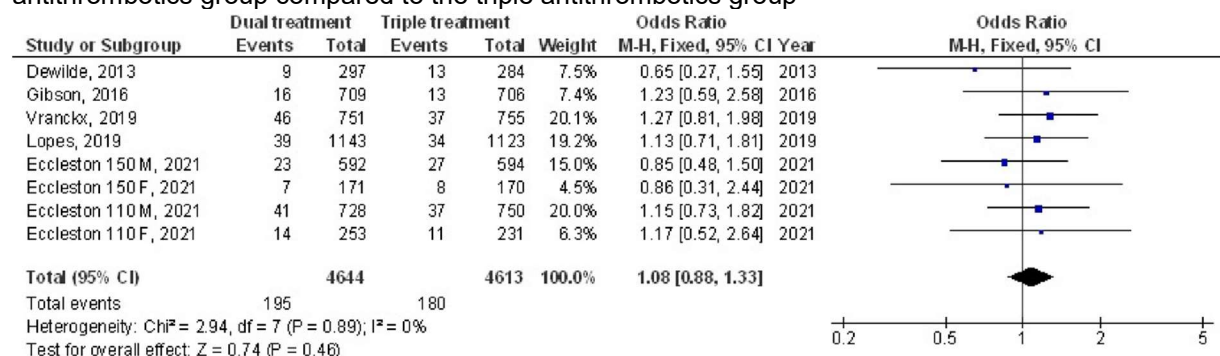 antithrombotics group compared to the triple antithrombotics group
Dual treatment Triple treatment Odds Ratio Odds Ratio
Study or Subgroup Events Total Events Total Weight M-H, Fixed, 95% CI Year M-H, Fixed, 95% CI
Dewilde, 2013 9 297 13 284 7.5% 0.65 [0.27, 1.55] 2013
Gibson, 2016 16 709 13 706 7.4% 1.23 [0.59, 2.58] 2016
Vranckx, 2019 46 751 37 755 20.1% 1.27 [0.81, 1.98] 2019
Lopes, 2019 39 1143 34 1123 19.2% 1.13 [0.71, 1.81] 2019
Eccleston 150 M, 2021 23 592 27 594 15.0% 0.85 [0.48, 1.50] 2021
Eccleston 150 F, 2021 7 171 8 170 4.5% 0.86 [0.31, 2.44] 2021
Eccleston 110 M, 2021 41 728 37 750 20.0% 1.15 [0.73, 1.82] 2021
Eccleston 110 F, 2021 14 253 11 231 6.3% 1.17 [0.52, 2.64] 2021
Total (95% CI) 4644 4613 100.0% 1.08 [0.88, 1.33]
Total events 195 180
Heterogeneity: Chi² = 2.94, df = 7 (P = 0.89); I² = 0%
Test for overall effect: Z = 0.74 (P = 0.46)
0.2 0.5 1 2 5